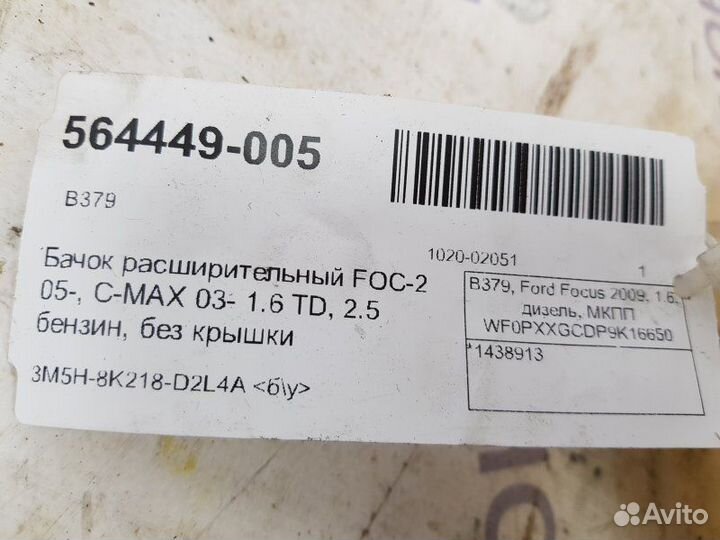 564449-005
B379
Бачок расширительный FOC-2
05-, C-MAX 03- 1.6 TD, 2.5
бензин, без крышки
3M5H-8K218-D2L4A <б\у>
1020-02051 1
B379, Ford Focus 2009, 1.6,
дизель, МКПП
WF0PXXGCDP9K16650
*1438913
Avito